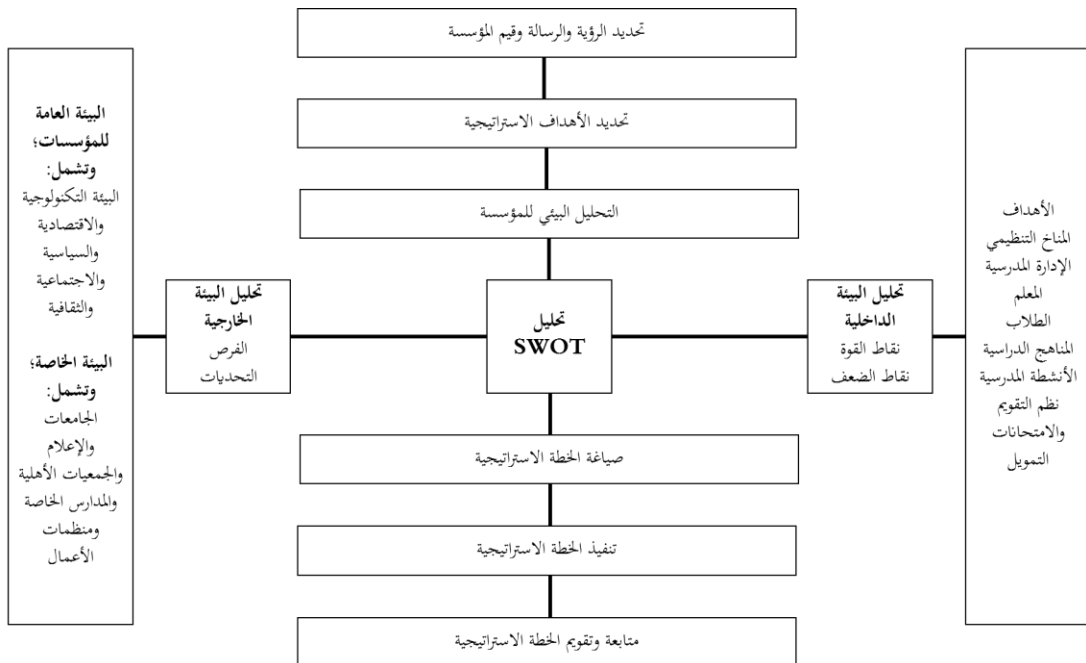 تحديد الرؤية والرسالة وقيم المؤسسة
تحديد الأهداف الاستراتيجية
التحليل البيئي للمؤسسة
الأهداف
المناخ التنظيمي
الإدارة المدرسية
المعلم
الطلاب
المناهج الدراسية
الأنشطة المدرسية
نظم التقويم
والامتحانات
التمويل
تحليل البيئة
الداخلية
نقاط القوة
نقاط الضعف
تحليل
SWOT
تحليل البيئة
الخارجية
الفرص
التحديات
البيئة العامة
للمؤسسات؛
وتشمل:
البيئة التكنولوجية
والاقتصادية
والسياسية
والاجتماعية
والثقافية
البيئة الخاصة؛
وتشمل:
الجامعات
والإعلام
والجمعيات الأهلية
والمدارس الخاصة
ومنظمات
الأعمال
صياغة الخطة الاستراتيجية
تنفيذ الخطة الاستراتيجية
متابعة وتقويم الخطة الاستراتيجية